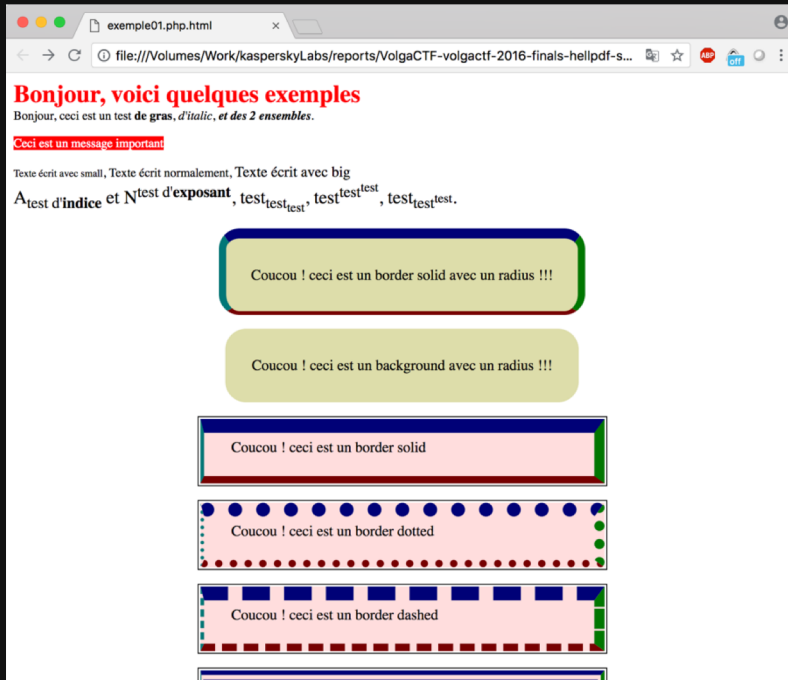 exemple01.php.html
file:///Volumes/Work/kasperskyLabs/reports/VolgaCTF-volgactf-2016-finals-hellpdf-s...
ABP
off
Bonjour, voici quelques exemples
Bonjour, ceci est un test de gras, d'italic, et des 2 ensembles.
Ceci est un message important
Texte écrit avec small, Texte écrit normalement, Texte écrit avec big
Atest d'indice et Ntest d'exposant, testtesttest, testtesttest, testtesttest.
Coucou ! ceci est un border solid avec un radius !!!
Coucou ! ceci est un background avec un radius !!!
Coucou ! ceci est un border solid
Coucou ! ceci est un border dotted
Coucou ! ceci est un border dashed